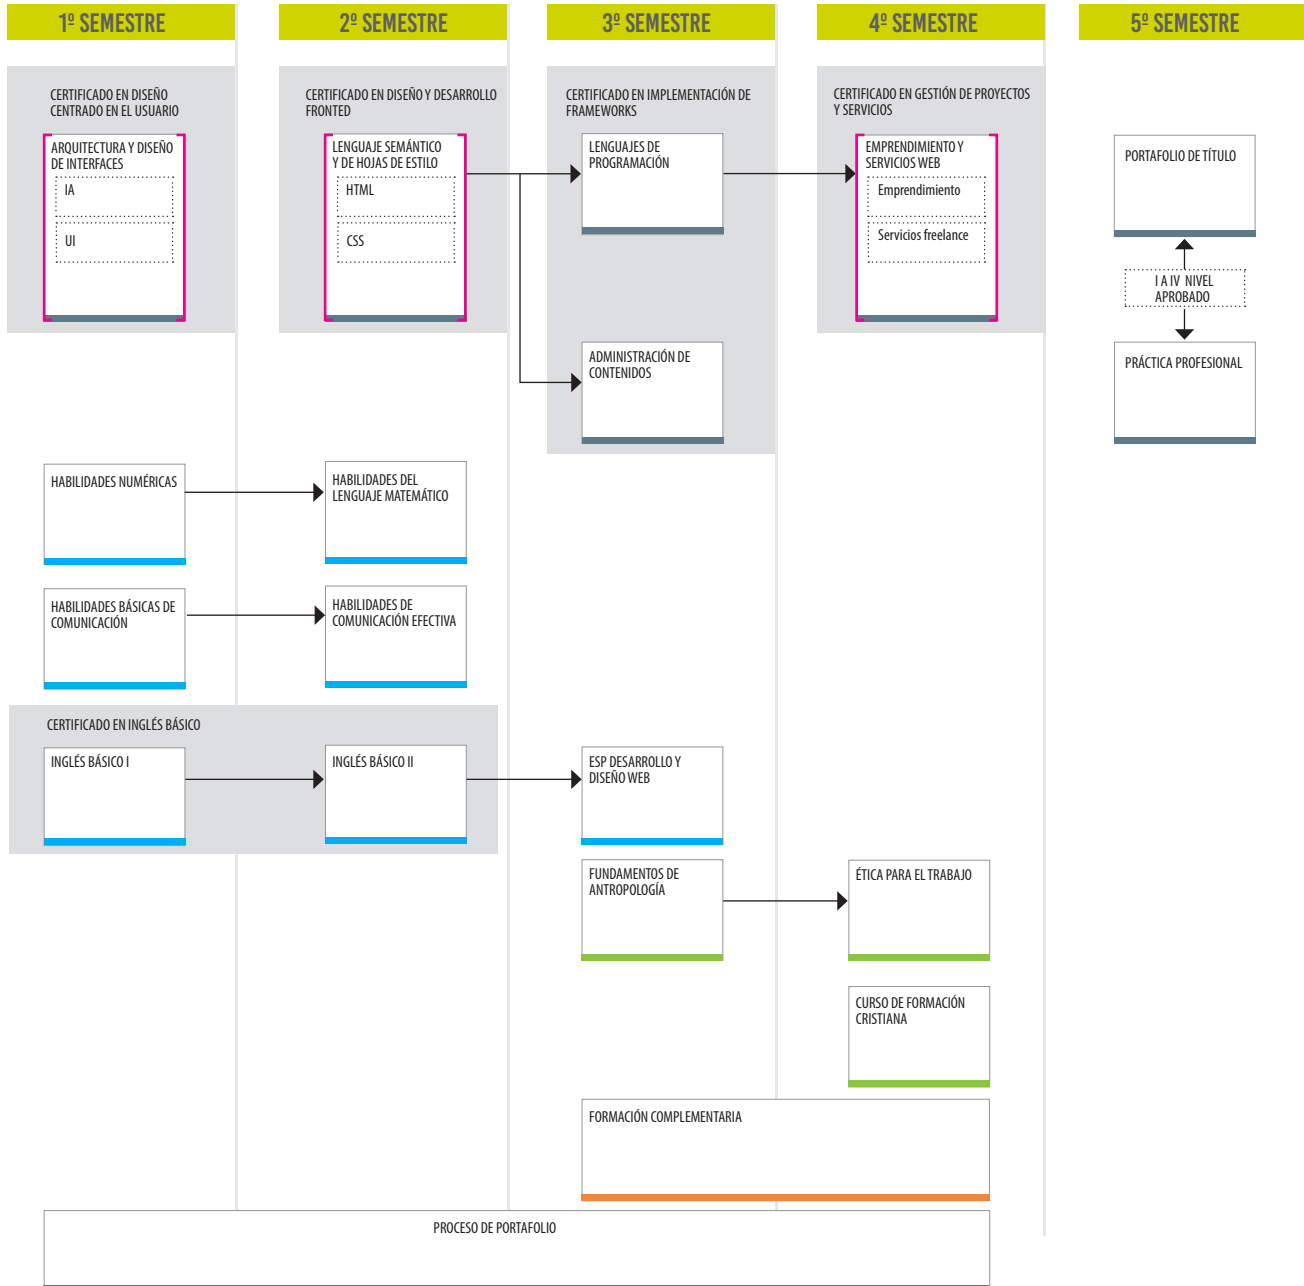 1º SEMESTRE
2º SEMESTRE
3º SEMESTRE
4º SEMESTRE
5º SEMESTRE
CERTIFICADO EN DISEÑO
CENTRADO EN EL USUARIO
ARQUITECTURA Y DISEÑO
DE INTERFACES
IA
UI
CERTIFICADO EN DISEÑO Y DESARROLLO
FRONTED
LENGUAJE SEMÁNTICO
Y DE HOJAS DE ESTILO
HTML
CSS
CERTIFICADO EN IMPLEMENTACIÓN DE
FRAMEWORKS
LENGUAJES DE
PROGRAMACIÓN
ADMINISTRACIÓN DE
CONTENIDOS
CERTIFICADO EN GESTIÓN DE PROYECTOS
Y SERVICIOS
EMPRENDIMIENTO Y
SERVICIOS WEB
Emprendimiento
Servicios freelance
PORTAFOLIO DE TÍTULO
I A IV NIVEL
APROBADO
PRÁCTICA PROFESIONAL
HABILIDADES NUMÉRICAS
HABILIDADES DEL
LENGUAJE MATEMÁTICO
HABILIDADES BÁSICAS DE
COMUNICACIÓN
HABILIDADES DE
COMUNICACIÓN EFECTIVA
CERTIFICADO EN INGLÉS BÁSICO
INGLÉS BÁSICO I
INGLÉS BÁSICO II
ESP DESARROLLO Y
DISEÑO WEB
FUNDAMENTOS DE
ANTROPOLOGÍA
ÉTICA PARA EL TRABAJO
CURSO DE FORMACIÓN
CRISTIANA
FORMACIÓN COMPLEMENTARIA
PROCESO DE PORTAFOLIO